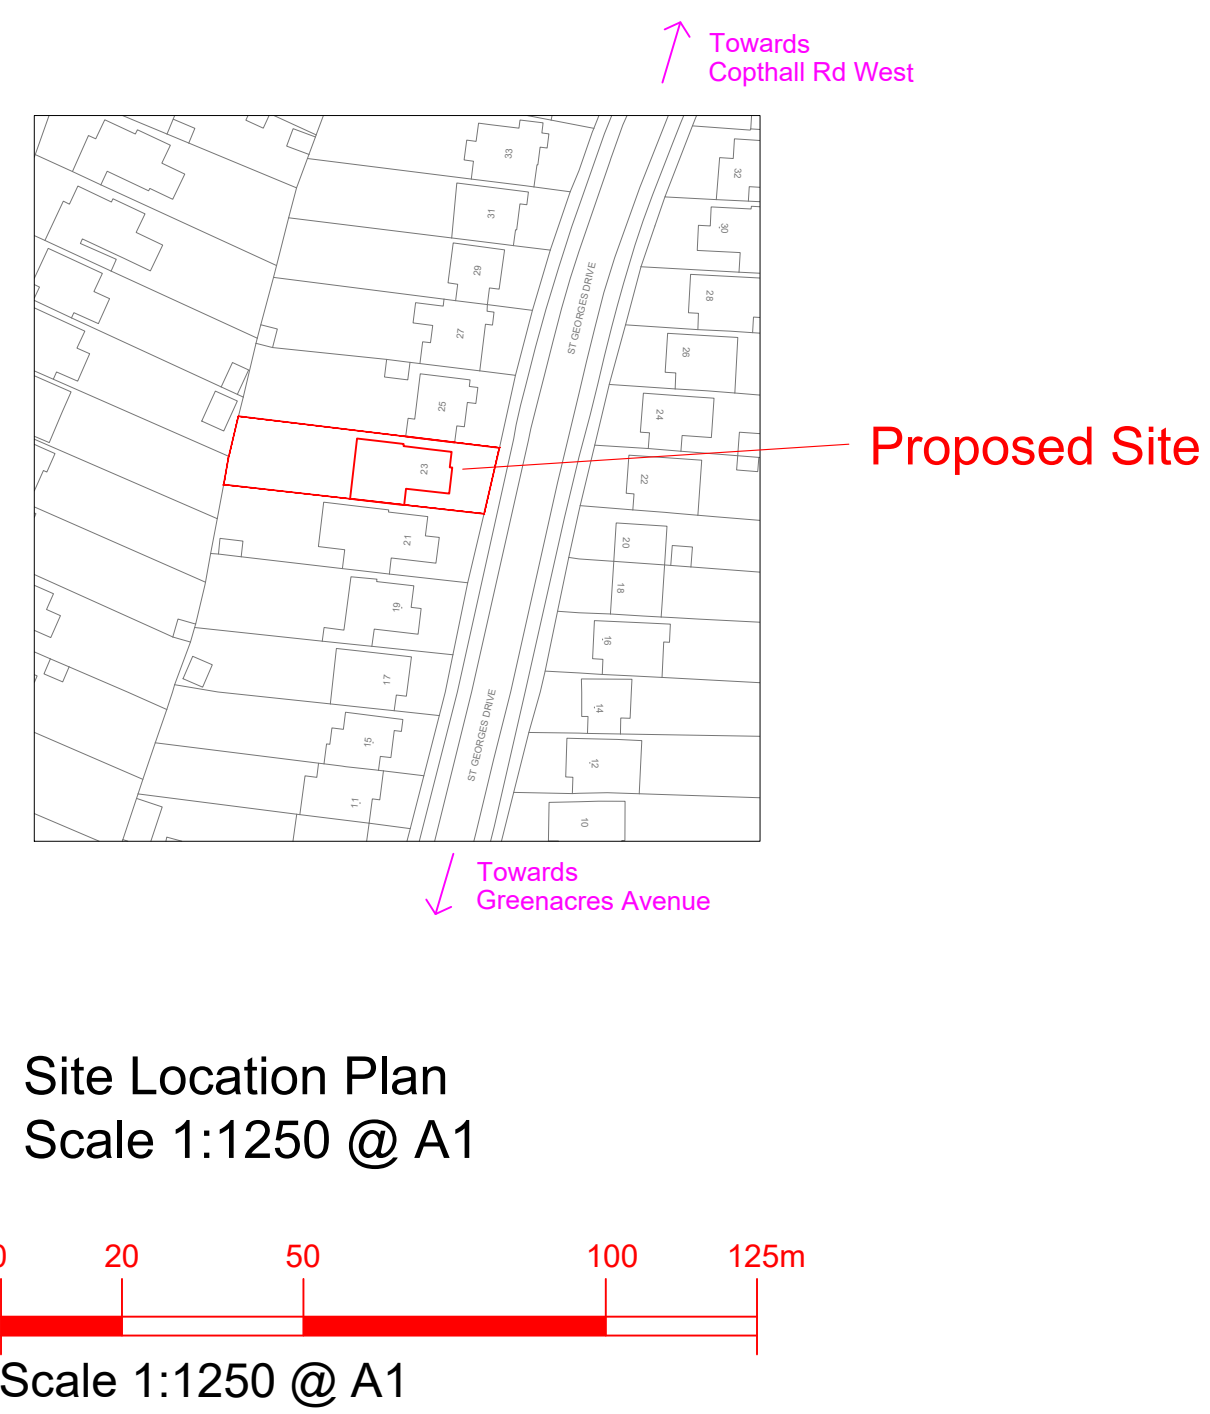 Towards
Copthall Rd West
33
32
31
30
29
28
ST GEORGES DRIVE
27
26
25
24
Proposed Site
23
22
21
20
19
18
17
16
15
14
ST GEORGES DRIVE
12
11
10
Towards
Greenacres Avenue
Site Location Plan
Scale 1:1250 @ A1
0 20 50 100 125m
Scale 1:1250 @ A1